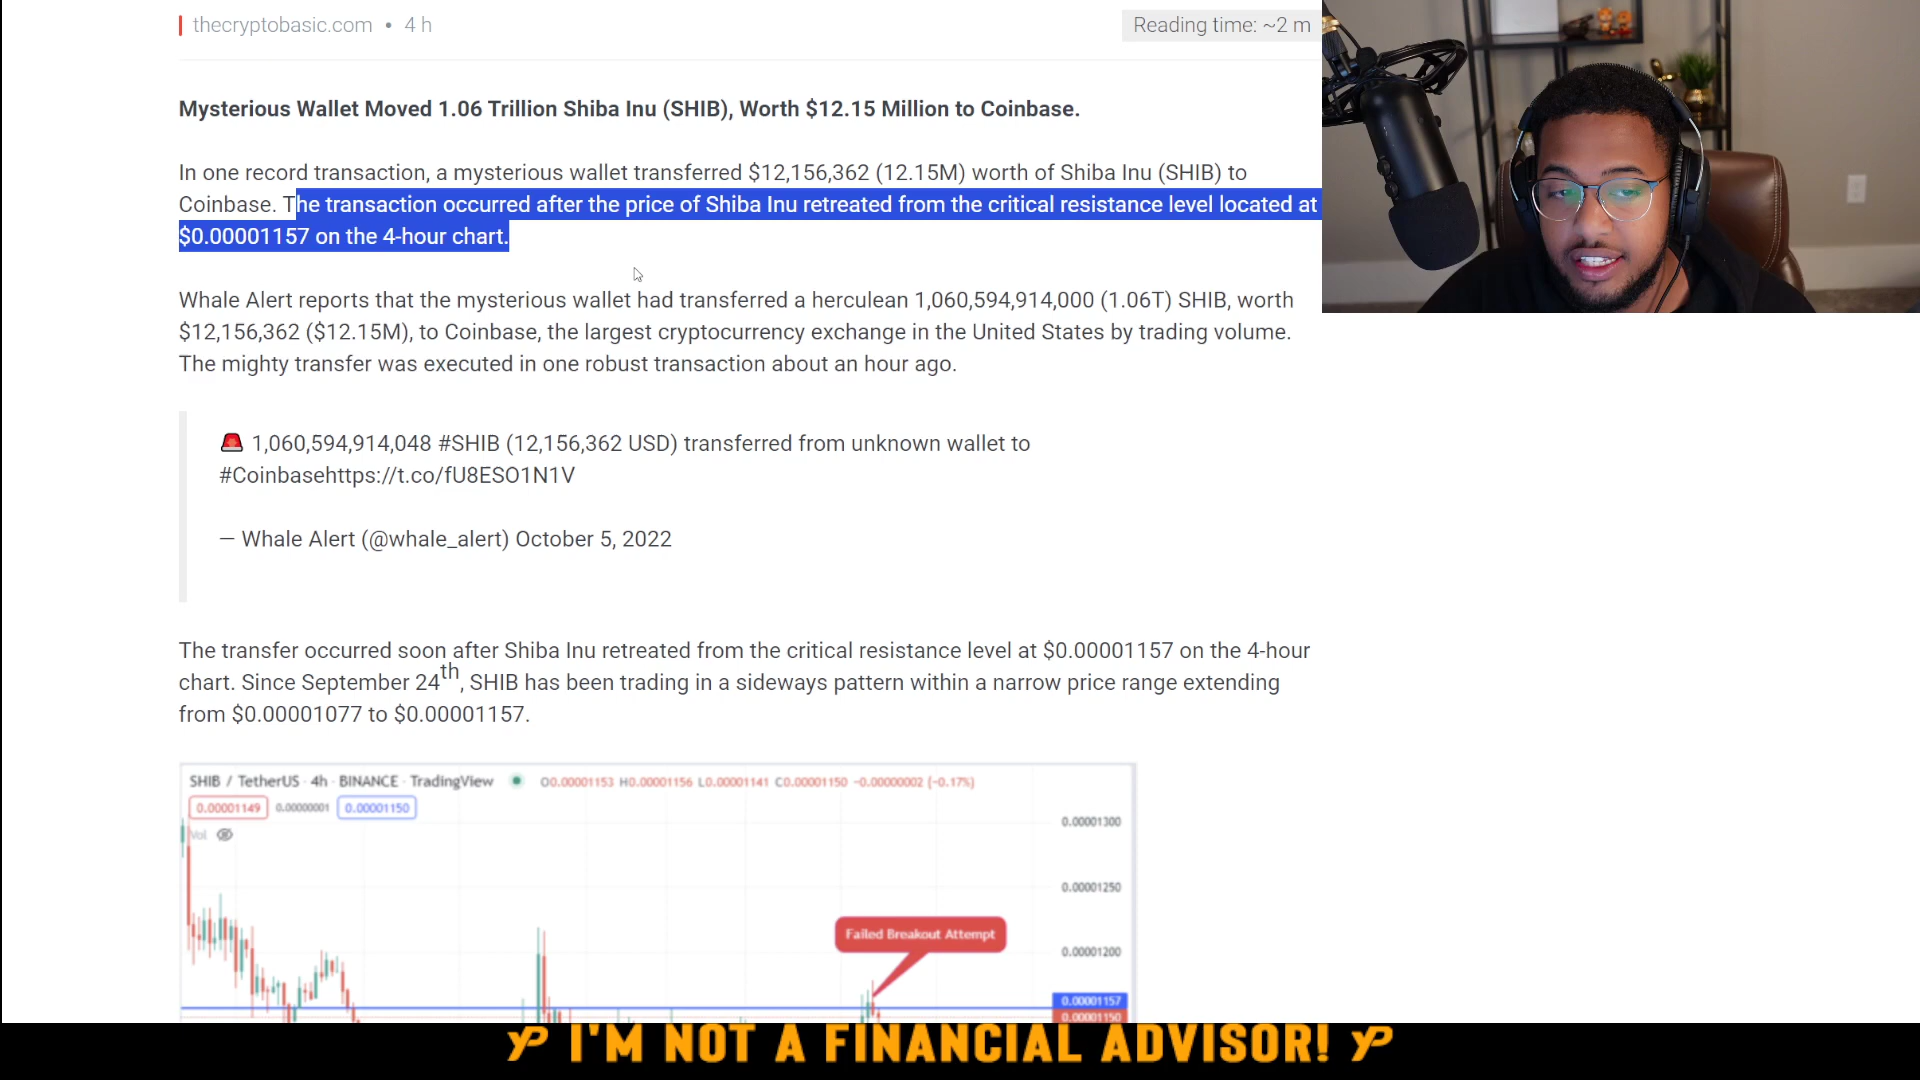 thecryptobasic.com • 4 h
Reading time: ~2 m
Mysterious Wallet Moved 1.06 Trillion Shiba Inu (SHIB), Worth $12.15 Million to Coinbase.
In one record transaction, a mysterious wallet transferred $12,156,362 (12.15M) worth of Shiba Inu (SHIB) to
Coinbase. The transaction occurred after the price of Shiba Inu retreated from the critical resistance level located at
$0.00001157 on the 4-hour chart.
Whale Alert reports that the mysterious wallet had transferred a herculean 1,060,594,914,000 (1.06T) SHIB, worth
$12,156,362 ($12.15M), to Coinbase, the largest cryptocurrency exchange in the United States by trading volume.
The mighty transfer was executed in one robust transaction about an hour ago.
🚨 1,060,594,914,048 #SHIB (12,156,362 USD) transferred from unknown wallet to
#Coinbasehttps://t.co/fU8ESO1N1V
— Whale Alert (@whale_alert) October 5, 2022
The transfer occurred soon after Shiba Inu retreated from the critical resistance level at $0.00001157 on the 4-hour
chart. Since September 24th, SHIB has been trading in a sideways pattern within a narrow price range extending
from $0.00001077 to $0.00001157.
SHIB / TetherUS · 4h · BINANCE · TradingView O0.00001153 H0.00001156 L0.00001141 C0.00001150 −0.00000002 (−0.17%)
0.00001149 0.00000001 0.00001150
Vol
0.00001300
0.00001250
Failed Breakout Attempt
0.00001200
0.00001157
0.00001150
YP I'M NOT A FINANCIAL ADVISOR! YP